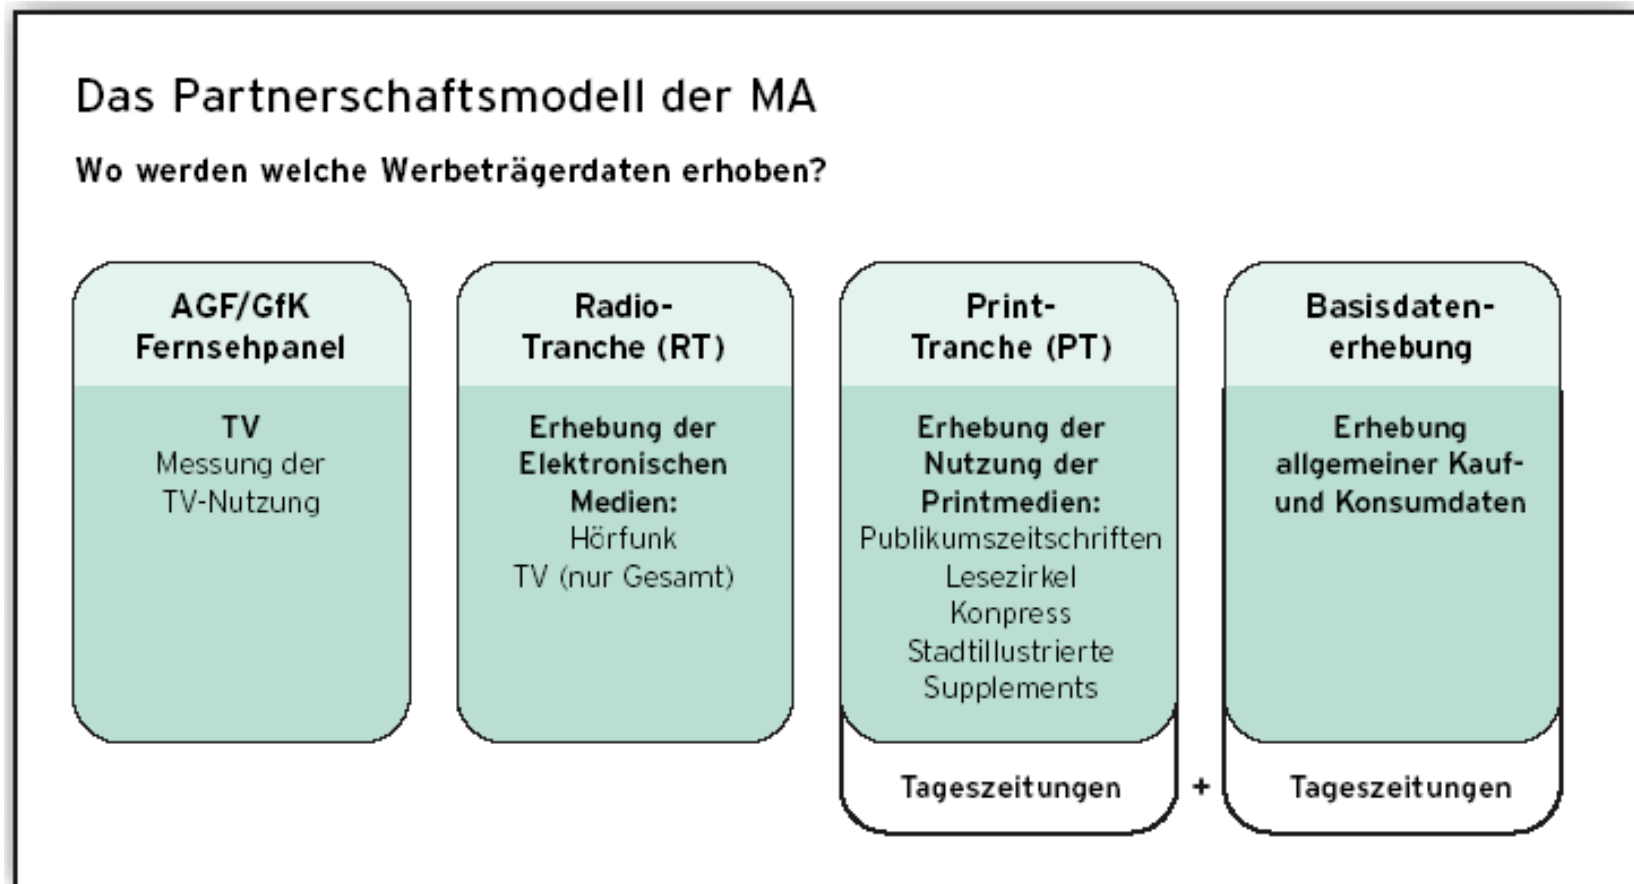 Das Partnerschaftsmodell der MA
Wo werden welche Werbeträgerdaten erhoben?
AGF/GfK
Fernsehpanel
TV
Messung der
TV-Nutzung
Radio-
Tranche (RT)
Erhebung der
Elektronischen
Medien:
Hörfunk
TV (nur Gesamt)
Print-
Tranche (PT)
Erhebung der
Nutzung der
Printmedien:
Publikumszeitschriften
Lesezirkel
Konpress
Stadtillustrierte
Supplements
Tageszeitungen
+
Basisdaten-
erhebung
Erhebung
allgemeiner Kauf-
und Konsumdaten
Tageszeitungen